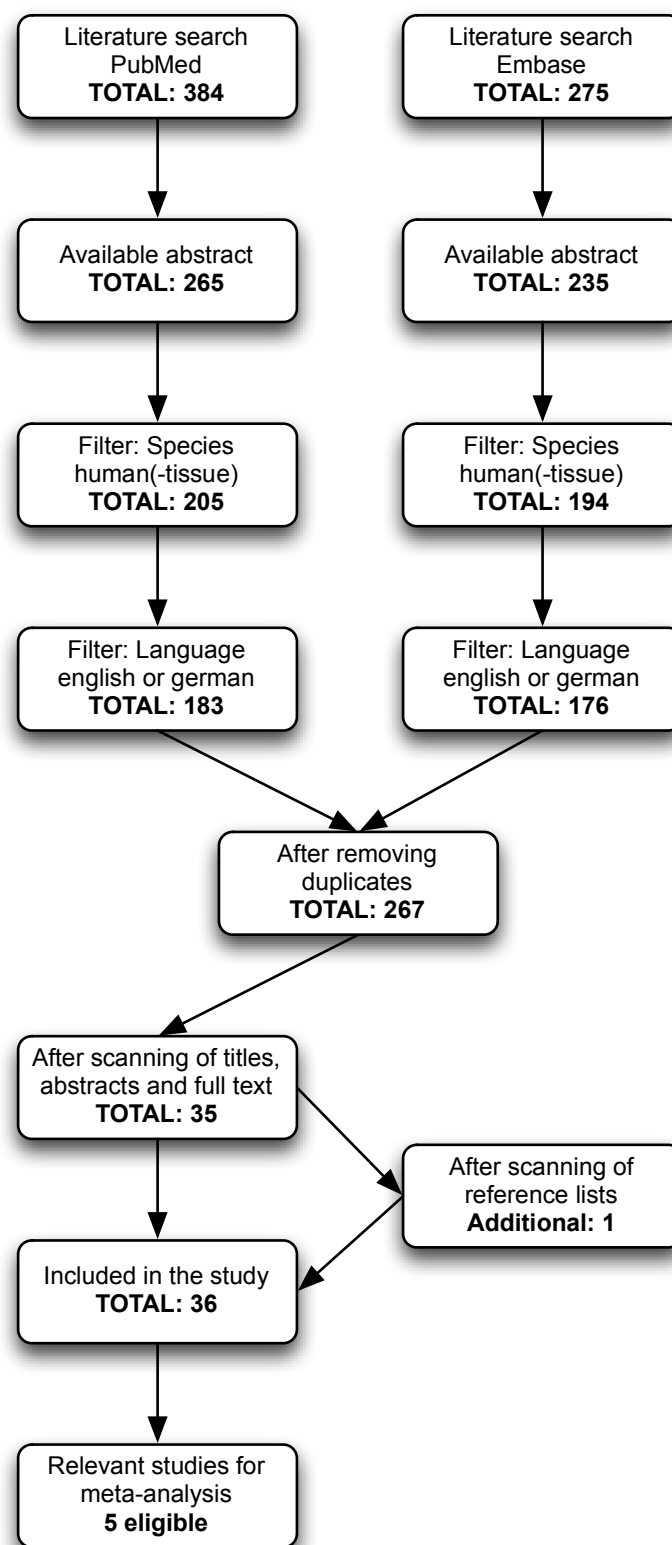 Literature search
PubMed
TOTAL: 384
Literature search
Embase
TOTAL: 275
Available abstract
TOTAL: 265
Available abstract
TOTAL: 235
Filter: Species
human(-tissue)
TOTAL: 205
Filter: Species
human(-tissue)
TOTAL: 194
Filter: Language
english or german
TOTAL: 183
Filter: Language
english or german
TOTAL: 176
After removing
duplicates
TOTAL: 267
After scanning of titles,
abstracts and full text
TOTAL: 35
After scanning of
reference lists
Additional: 1
Included in the study
TOTAL: 36
Relevant studies for
meta-analysis
5 eligible